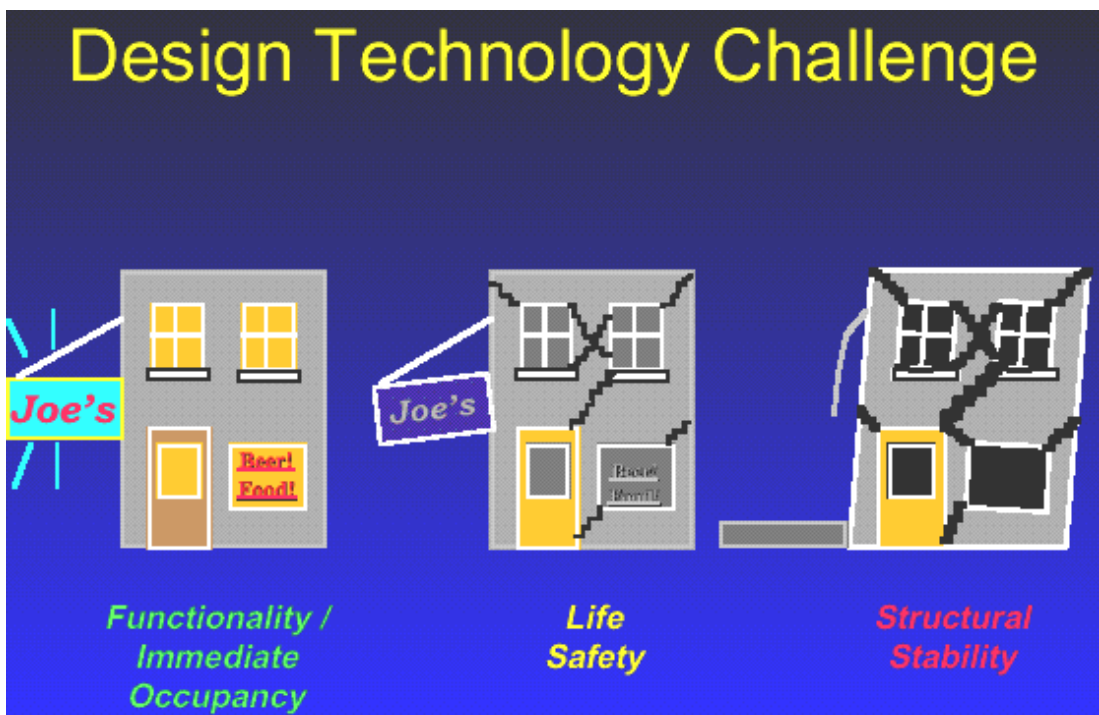 Design Technology Challenge
Joe's
Beer!
Food!
Joe's
Functionality /
Immediate
Occupancy
Life
Safety
Structural
Stability